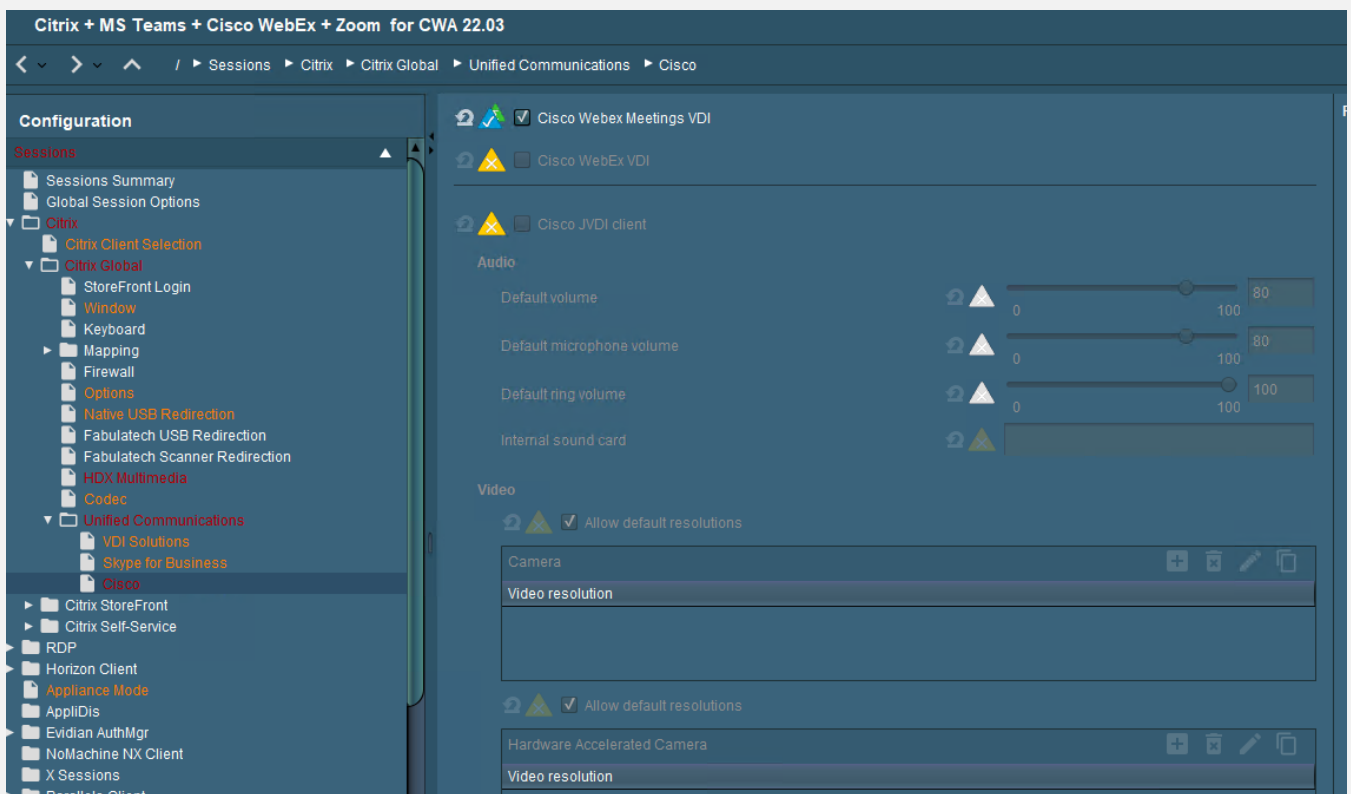 Citrix + MS Teams + Cisco WebEx + Zoom for CWA 22.03
/ Sessions Citrix Citrix Global Unified Communications Cisco
Configuration
Sessions
Sessions Summary
Global Session Options
Citrix
Citrix Client Selection
Citrix Global
StoreFront Login
Window
Keyboard
Mapping
Firewall
Options
Native USB Redirection
Fabulatech USB Redirection
Fabulatech Scanner Redirection
HDX Multimedia
Codec
Unified Communications
VDI Solutions
Skype for Business
Cisco
Citrix StoreFront
Citrix Self-Service
RDP
Horizon Client
Appliance Mode
AppliDis
Evidian AuthMgr
NoMachine NX Client
X Sessions
Parallels Client
Cisco Webex Meetings VDI
Cisco WebEx VDI
Cisco JVDI client
Audio
Default volume
0 100
80
Default microphone volume
0 100
80
Default ring volume
0 100
100
Internal sound card
Video
Allow default resolutions
Camera
Video resolution
Allow default resolutions
Hardware Accelerated Camera
Video resolution